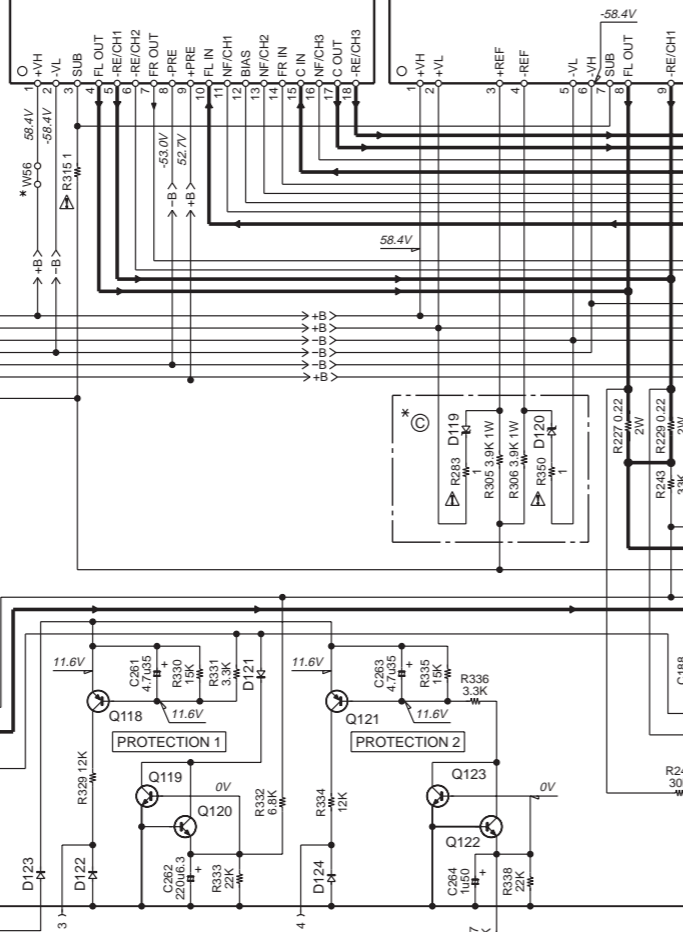 -58.4V
+VH
-VL
SUB
FL OUT
-RE/CH1
-RE/CH2
FR OUT
-PRE
+PRE
FL IN
NF/CH1
BIAS
NF/CH2
FR IN
C IN
NF/CH3
C OUT
-RE/CH3
1
2
3
4
5
6
7
8
9
10
11
12
13
14
15
16
17
18
+VH
+VL
+REF
-REF
-VL
-VH
SUB
FL OUT
-RE/CH1
1
2
3
4
5
6
7
8
9
58.4V
-58.4V
-53.0V
52.7V
* W56
R315 1
-B
+B
+B
-B
58.4V
+B
+B
-B
-B
-B
+B
* C
D119
R283
1
R305 3.9K 1W
R306 3.9K 1W
D120
R350
1
R227 0.22
2W
R229 0.22
2W
R243
33K
11.6V
C261
4.7u35
+
R330
15K
R331
3.3K
D121
11.6V
Q118
PROTECTION 1
11.6V
C263
4.7u35
+
R335
15K
R336
3.3K
11.6V
Q121
PROTECTION 2
C188
R329 12K
Q119
0V
Q120
R332
6.8K
R334
12K
Q123
0V
Q122
R24
30
D123
D122
C262
220u6.3
+
R333
22K
D124
C264
1u50
+
R338
22K
3
4
7